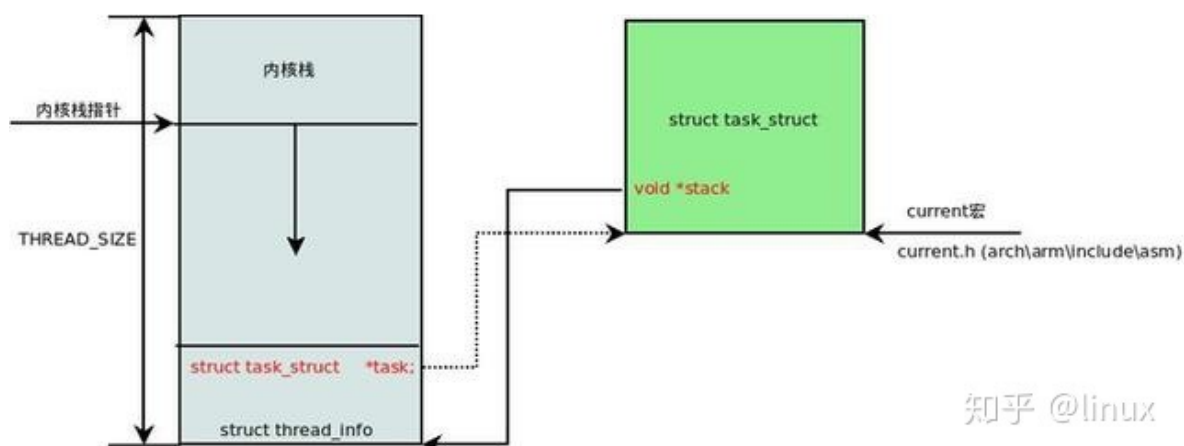 内核栈
内核栈指针
THREAD_SIZE
struct task_struct *task;
struct thread_info
struct task_struct
void *stack
current宏
current.h (arch\arm\include\asm)
知乎 @linux